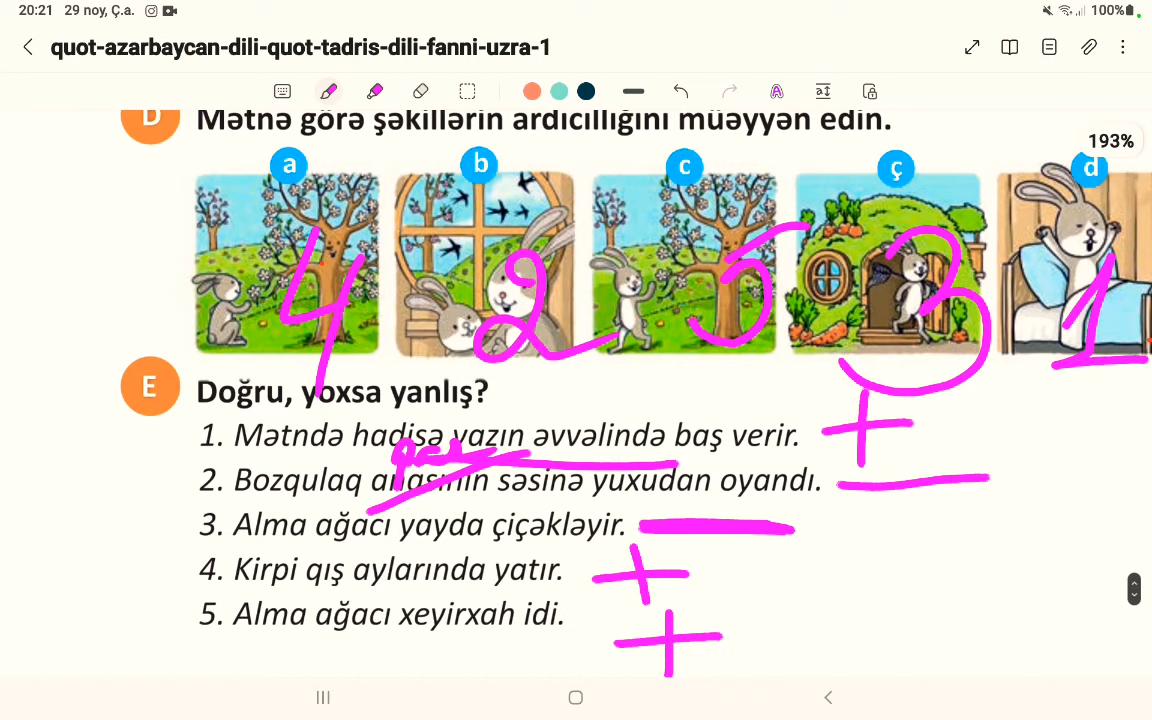 20:21 29 noy, Ç.a. 100%
quot-azarbaycan-dili-quot-tadris-dili-fanni-uzra-1
193%
D Mətnə görə şəkillərin ardıcıllığını müəyyən edin.
a b c ç d
4 2 5 3 1
E Doğru, yoxsa yanlış?
1. Mətndə hadisə yazın əvvəlində baş verir. +
2. Bozqulaq anasının səsinə yuxudan oyandı. —
3. Alma ağacı yayda çiçəkləyir. —
4. Kirpi qış aylarında yatır. +
5. Alma ağacı xeyirxah idi. +